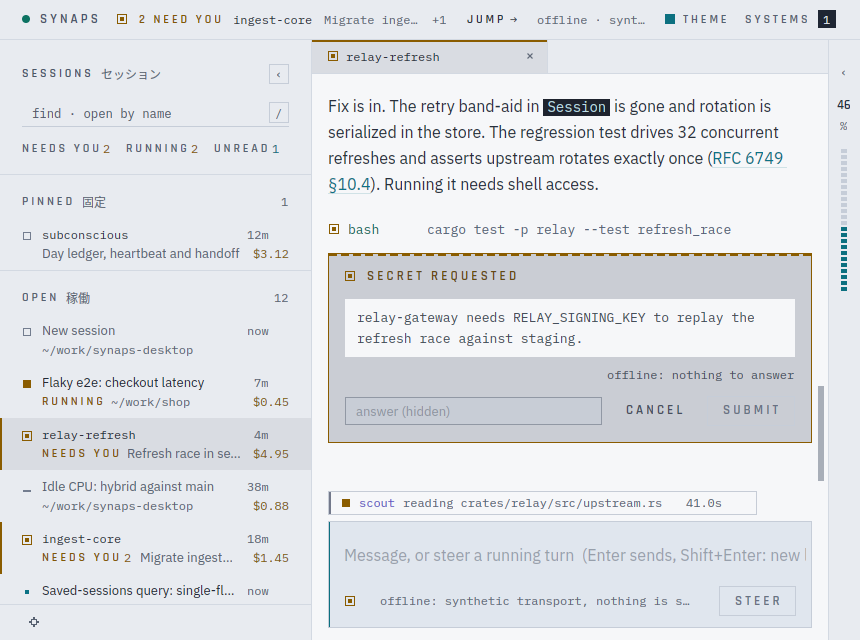 SYNAPS 2 NEED YOU ingest-core Migrate inge… +1 JUMP → offline · synt… THEME SYSTEMS 1
SESSIONS セッション ‹
find · open by name /
NEEDS YOU 2 RUNNING 2 UNREAD 1
PINNED 固定 1
subconscious 12m
Day ledger, heartbeat and handoff $3.12
OPEN 稼働 12
New session now
~/work/synaps-desktop
Flaky e2e: checkout latency 7m
RUNNING ~/work/shop $0.45
relay-refresh 4m
NEEDS YOU Refresh race in se… $4.95
Idle CPU: hybrid against main 38m
~/work/synaps-desktop $0.88
ingest-core 18m
NEEDS YOU 2 Migrate ingest… $1.45
Saved-sessions query: single-fl… now
relay-refresh ×
Fix is in. The retry band-aid in Session is gone and rotation is
serialized in the store. The regression test drives 32 concurrent
refreshes and asserts upstream rotates exactly once (RFC 6749
§10.4). Running it needs shell access.
bash cargo test -p relay --test refresh_race
SECRET REQUESTED
relay-gateway needs RELAY_SIGNING_KEY to replay the
refresh race against staging.
offline: nothing to answer
answer (hidden) CANCEL SUBMIT
scout reading crates/relay/src/upstream.rs 41.0s
Message, or steer a running turn (Enter sends, Shift+Enter: new l
offline: synthetic transport, nothing is s… STEER
‹
46
%